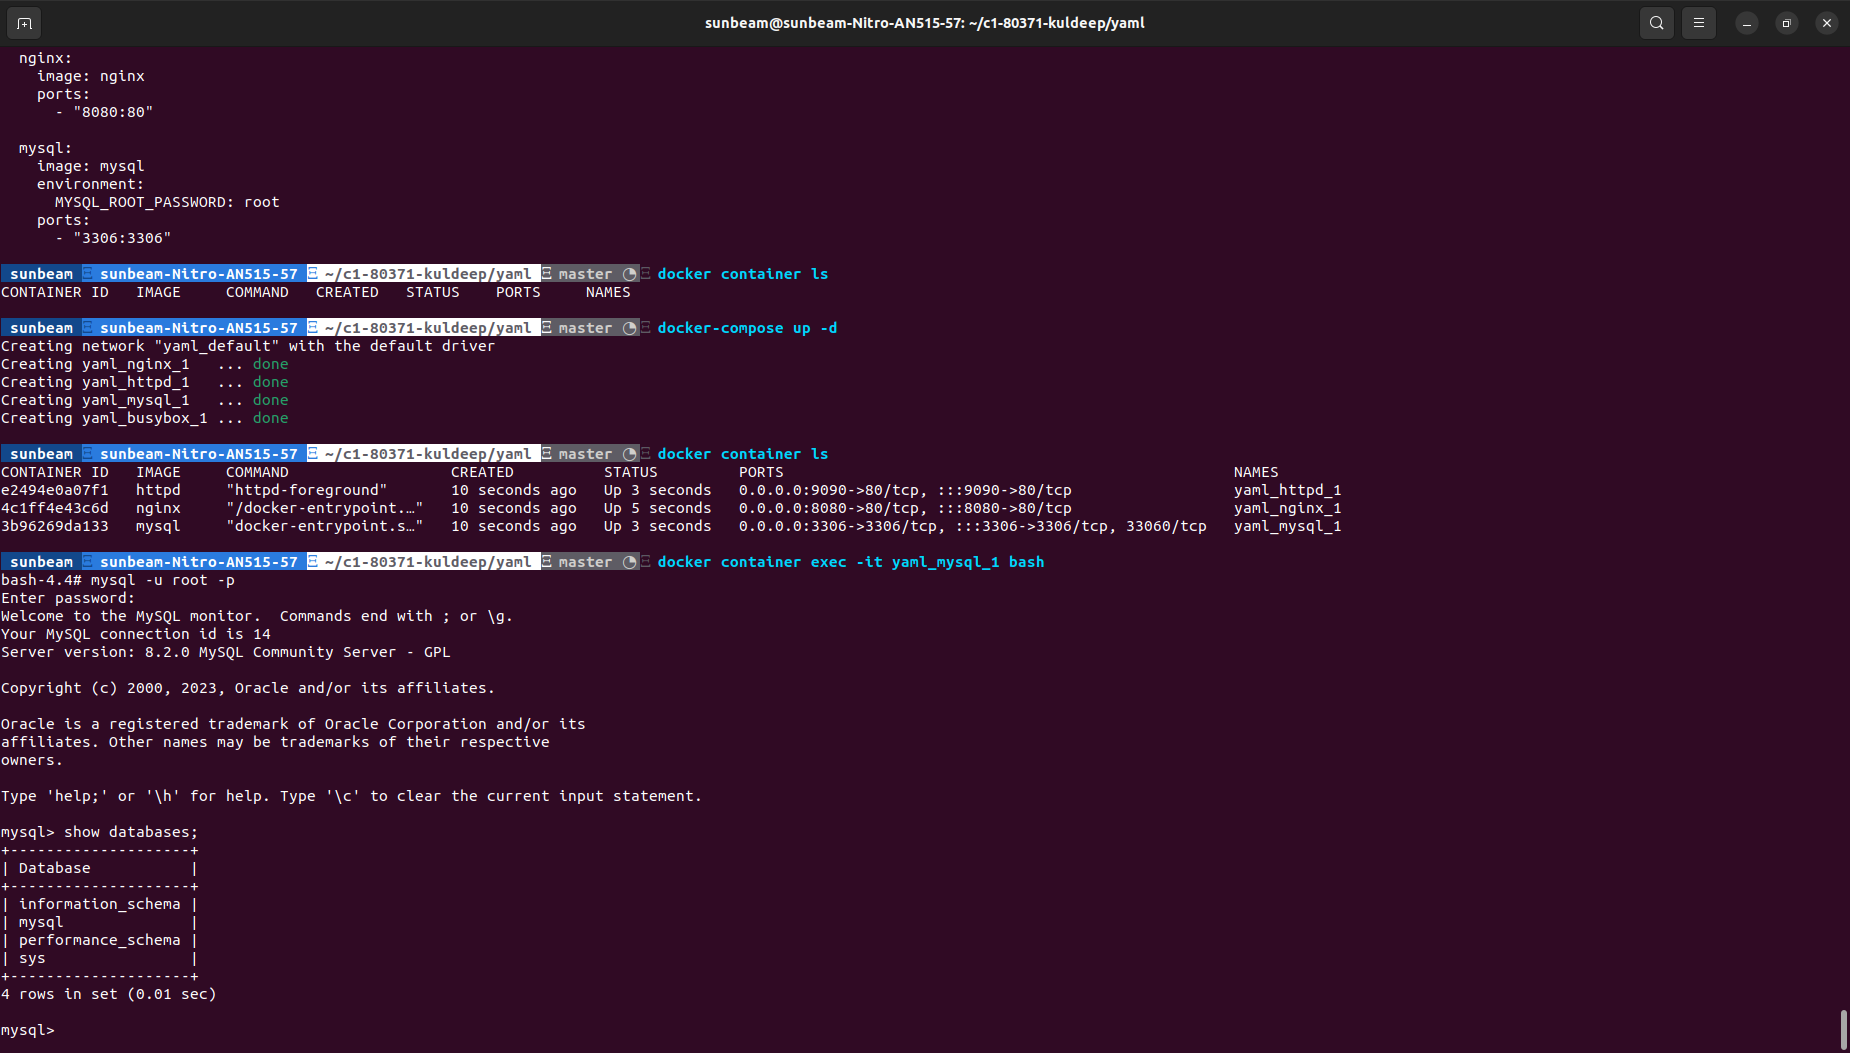 sunbeam@sunbeam-Nitro-AN515-57: ~/c1-80371-kuldeep/yaml
  nginx:
    image: nginx
    ports:
      - "8080:80"
  mysql:
    image: mysql
    environment:
      MYSQL_ROOT_PASSWORD: root
    ports:
      - "3306:3306"
sunbeam sunbeam-Nitro-AN515-57 ~/c1-80371-kuldeep/yaml master docker container ls
CONTAINER ID   IMAGE     COMMAND   CREATED   STATUS    PORTS     NAMES
sunbeam sunbeam-Nitro-AN515-57 ~/c1-80371-kuldeep/yaml master docker-compose up -d
Creating network "yaml_default" with the default driver
Creating yaml_nginx_1   ... done
Creating yaml_httpd_1   ... done
Creating yaml_mysql_1   ... done
Creating yaml_busybox_1 ... done
sunbeam sunbeam-Nitro-AN515-57 ~/c1-80371-kuldeep/yaml master docker container ls
CONTAINER ID   IMAGE     COMMAND                  CREATED          STATUS         PORTS                                                  NAMES
e2494e0a07f1   httpd     "httpd-foreground"       10 seconds ago   Up 3 seconds   0.0.0.0:9090->80/tcp, :::9090->80/tcp                  yaml_httpd_1
4c1ff4e43c6d   nginx     "/docker-entrypoint.…"   10 seconds ago   Up 5 seconds   0.0.0.0:8080->80/tcp, :::8080->80/tcp                  yaml_nginx_1
3b96269da133   mysql     "docker-entrypoint.s…"   10 seconds ago   Up 3 seconds   0.0.0.0:3306->3306/tcp, :::3306->3306/tcp, 33060/tcp   yaml_mysql_1
sunbeam sunbeam-Nitro-AN515-57 ~/c1-80371-kuldeep/yaml master docker container exec -it yaml_mysql_1 bash
bash-4.4# mysql -u root -p
Enter password:
Welcome to the MySQL monitor.  Commands end with ; or \g.
Your MySQL connection id is 14
Server version: 8.2.0 MySQL Community Server - GPL
Copyright (c) 2000, 2023, Oracle and/or its affiliates.
Oracle is a registered trademark of Oracle Corporation and/or its
affiliates. Other names may be trademarks of their respective
owners.
Type 'help;' or '\h' for help. Type '\c' to clear the current input statement.
mysql> show databases;
+--------------------+
| Database           |
+--------------------+
| information_schema |
| mysql              |
| performance_schema |
| sys                |
+--------------------+
4 rows in set (0.01 sec)
mysql>